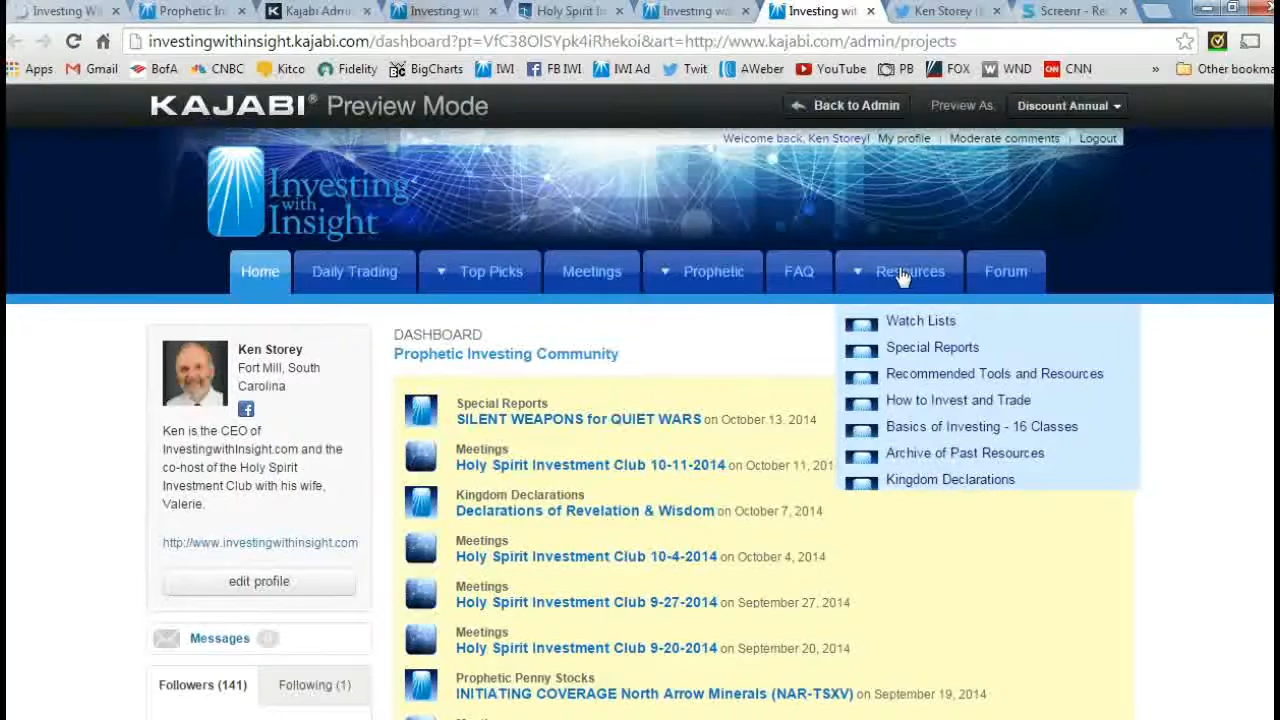 Investing W
Prophetic In
Kajabi Admi
Investing wi
Holy Spirit In
Investing wi
Investing wit
Ken Storey (
Screenr - Re
investingwithinsight.kajabi.com/dashboard?pt=VfC38OlSYpk4iRhekoi&art=http://www.kajabi.com/admin/projects
Apps Gmail BofA CNBC Kitco Fidelity BigCharts IWI FB IWI IWI Ad Twit AWeber YouTube PB FOX WND CNN » Other bookma
KAJABI® Preview Mode
Back to Admin
Preview As:
Discount Annual
Welcome back, Ken Storey! My profile | Moderate comments | Logout
Investing
with
Insight
Home Daily Trading Top Picks Meetings Prophetic FAQ Resources Forum
Watch Lists
Special Reports
Recommended Tools and Resources
How to Invest and Trade
Basics of Investing - 16 Classes
Archive of Past Resources
Kingdom Declarations
Ken Storey
Fort Mill, South
Carolina
Ken is the CEO of
InvestingwithInsight.com and the
co-host of the Holy Spirit
Investment Club with his wife,
Valerie.
http://www.investingwithinsight.com
edit profile
Messages 0
Followers (141)
Following (1)
DASHBOARD
Prophetic Investing Community
Special Reports
SILENT WEAPONS for QUIET WARS on October 13, 2014
Meetings
Holy Spirit Investment Club 10-11-2014 on October 11, 201
Kingdom Declarations
Declarations of Revelation & Wisdom on October 7, 2014
Meetings
Holy Spirit Investment Club 10-4-2014 on October 4, 2014
Meetings
Holy Spirit Investment Club 9-27-2014 on September 27, 2014
Meetings
Holy Spirit Investment Club 9-20-2014 on September 20, 2014
Prophetic Penny Stocks
INITIATING COVERAGE North Arrow Minerals (NAR-TSXV) on September 19, 2014